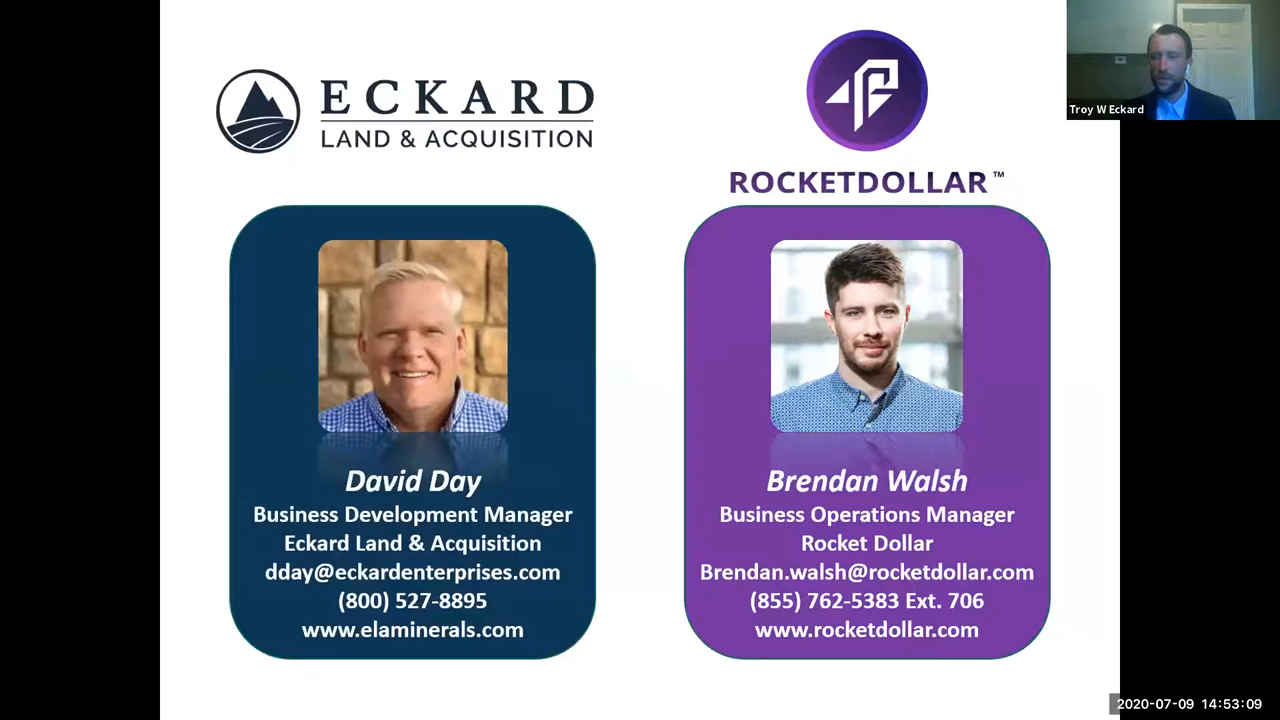 ECKARD
LAND & ACQUISITION
ROCKETDOLLAR™
Troy W Eckard
David Day
Business Development Manager
Eckard Land & Acquisition
dday@eckardenterprises.com
(800) 527-8895
www.elaminerals.com
Brendan Walsh
Business Operations Manager
Rocket Dollar
Brendan.walsh@rocketdollar.com
(855) 762-5383 Ext. 706
www.rocketdollar.com
2020-07-09 14:53:09